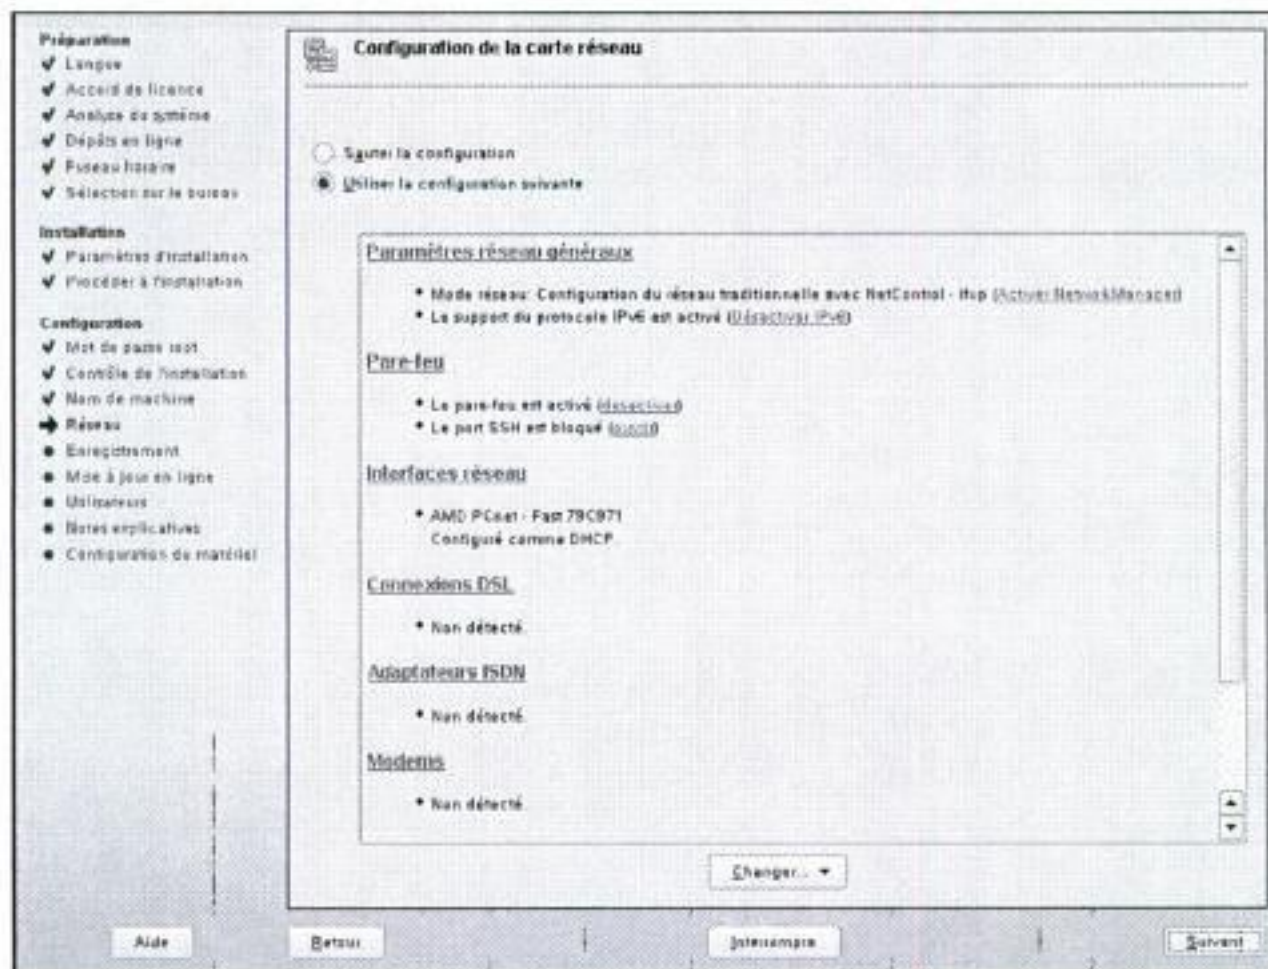 Préparation
Langue
Accord de licence
Analyse du système
Dépôts en ligne
Fuseau horaire
Sélection sur le bureau
Installation
Paramètres d'installation
Procéder à l'installation
Configuration
Mot de passe root
Contrôle de l'installation
Nom de machine
Réseau
Enregistrement
Mise à jour en ligne
Utilisateurs
Notes explicatives
Configuration du matériel
Configuration de la carte réseau
Sauter la configuration
Utiliser la configuration suivante
Paramètres réseau généraux
Mode réseau: Configuration du réseau traditionnelle avec NetControl - ifup (Activer NetworkManager)
Le support du protocole IPv6 est activé (Désactiver IPv6)
Pare-feu
Le pare-feu est activé (désactiver)
Le port SSH est bloqué (ouvrir)
Interfaces réseau
AMD PCnet - Fast 79C971
Configuré comme DHCP.
Connexions DSL
Non détecté.
Adaptateurs ISDN
Non détecté.
Modems
Non détecté.
Changer...
Aide
Retour
Interrompre
Suivant